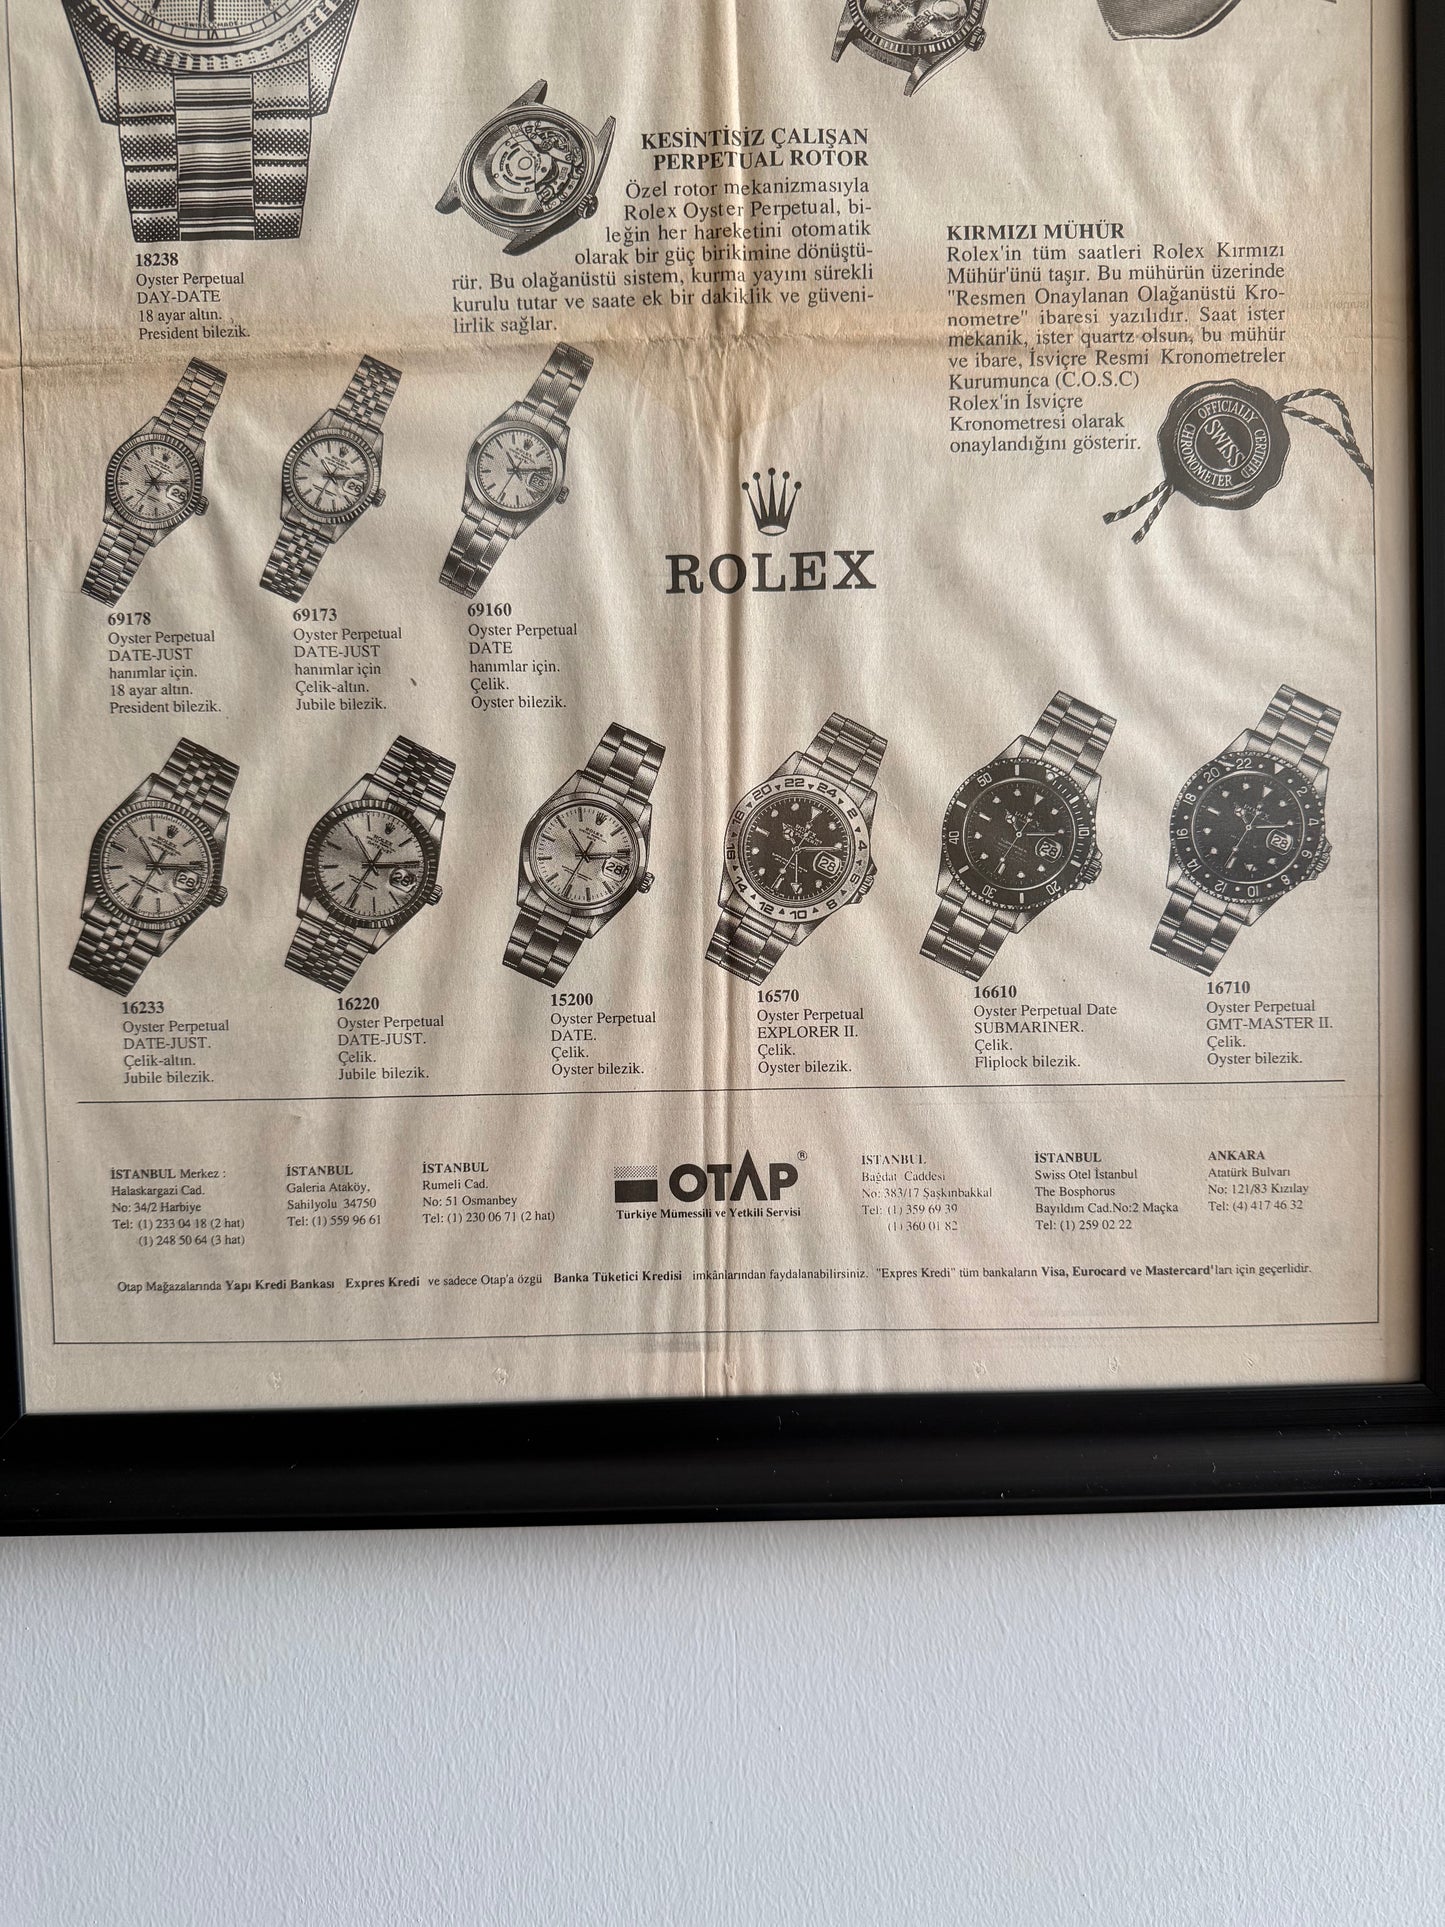 KESİNTİSİZ ÇALIŞAN
PERPETUAL ROTOR
Özel rotor mekanizmasıyla
Rolex Oyster Perpetual, bi-
leğin her hareketini otomatik
olarak bir güç birikimine dönüştü-
rür. Bu olağanüstü sistem, kurma yayını sürekli
kurulu tutar ve saate ek bir dakiklik ve güveni-
lirlik sağlar.
KIRMIZI MÜHÜR
Rolex'in tüm saatleri Rolex Kırmızı
Mühür'ünü taşır. Bu mühürün üzerinde
"Resmen Onaylanan Olağanüstü Kro-
nometre" ibaresi yazılıdır. Saat ister
mekanik, ister quartz olsun, bu mühür
ve ibare, İsviçre Resmi Kronometreler
Kurumunca (C.O.S.C)
Rolex'in İsviçre
Kronometresi olarak
onaylandığını gösterir.
OFFICIALLY CERTIFIED
SWISS
CHRONOMETER
18238
Oyster Perpetual
DAY-DATE
18 ayar altın.
President bilezik.
ROLEX
69178
Oyster Perpetual
DATE-JUST
hanımlar için.
18 ayar altın.
President bilezik.
69173
Oyster Perpetual
DATE-JUST
hanımlar için
Çelik-altın.
Jubile bilezik.
69160
Oyster Perpetual
DATE
hanımlar için.
Çelik.
Oyster bilezik.
16233
Oyster Perpetual
DATE-JUST.
Çelik-altın.
Jubile bilezik.
16220
Oyster Perpetual
DATE-JUST.
Çelik.
Jubile bilezik.
15200
Oyster Perpetual
DATE.
Çelik.
Oyster bilezik.
16570
Oyster Perpetual
EXPLORER II.
Çelik.
Oyster bilezik.
16610
Oyster Perpetual Date
SUBMARINER.
Çelik.
Fliplock bilezik.
16710
Oyster Perpetual
GMT-MASTER II.
Çelik.
Oyster bilezik.
İSTANBUL Merkez :
Halaskargazi Cad.
No: 34/2 Harbiye
Tel: (1) 233 04 18 (2 hat)
(1) 248 50 64 (3 hat)
İSTANBUL
Galeria Ataköy,
Sahilyolu 34750
Tel: (1) 559 96 61
İSTANBUL
Rumeli Cad.
No: 51 Osmanbey
Tel: (1) 230 06 71 (2 hat)
OTAP®
Türkiye Mümessili ve Yetkili Servisi
İSTANBUL
Bağdat Caddesi
No: 383/17 Şaşkınbakkal
Tel: (1) 359 69 39
(1) 360 01 82
İSTANBUL
Swiss Otel İstanbul
The Bosphorus
Bayıldım Cad.No:2 Maçka
Tel: (1) 259 02 22
ANKARA
Atatürk Bulvarı
No: 121/83 Kızılay
Tel: (4) 417 46 32
Otap Mağazalarında Yapı Kredi Bankası Expres Kredi ve sadece Otap'a özgü Banka Tüketici Kredisi imkânlarından faydalanabilirsiniz. "Expres Kredi" tüm bankaların Visa, Eurocard ve Mastercard'ları için geçerlidir.